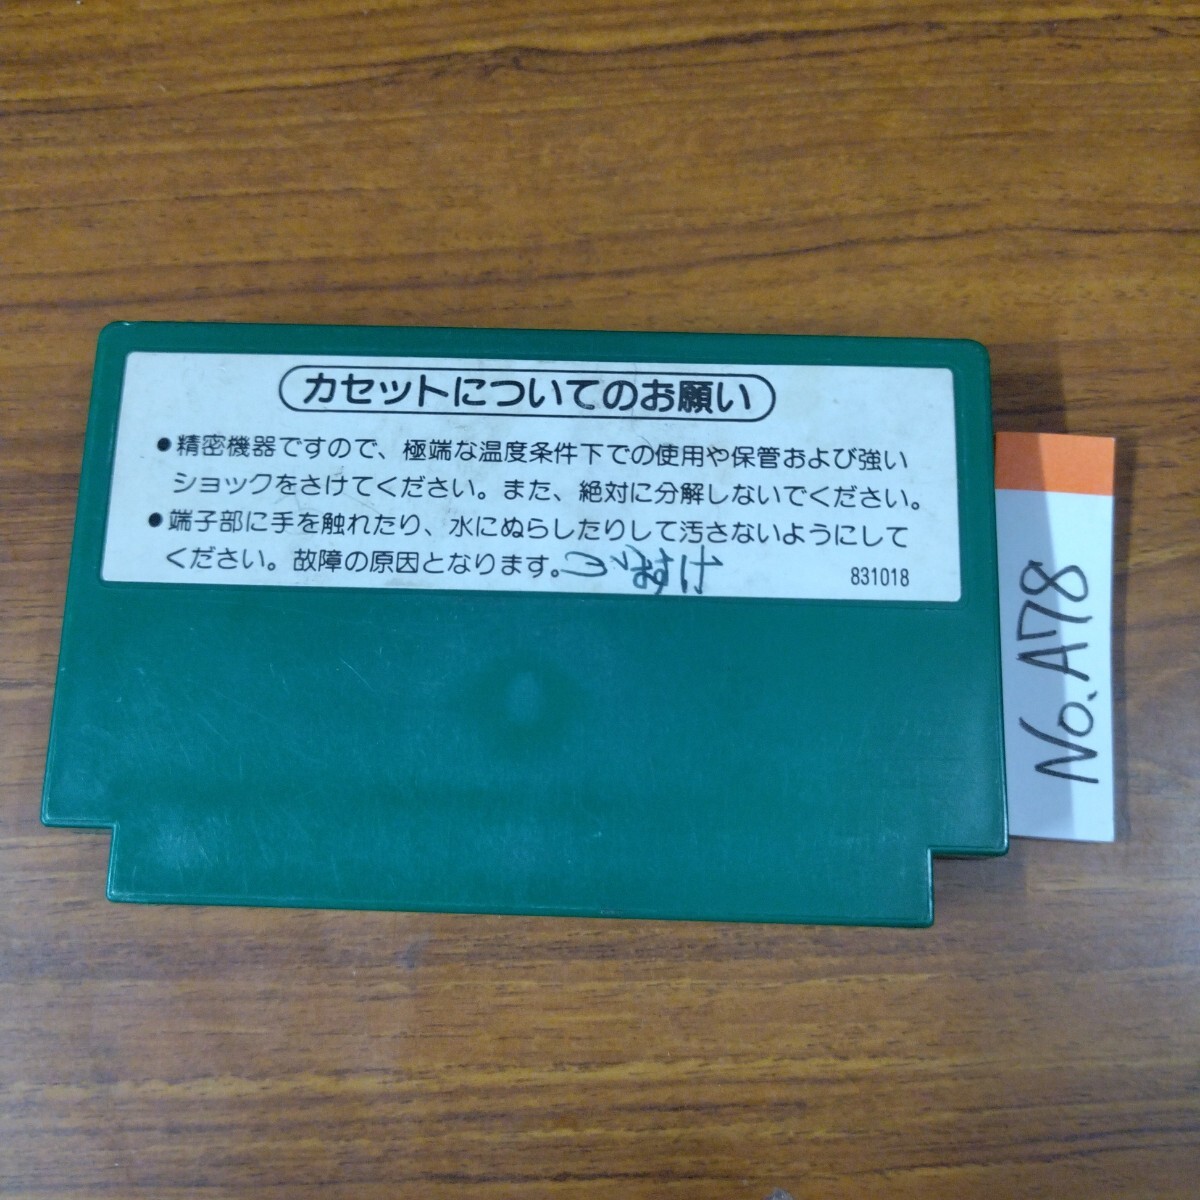 カセットについてのお願い
●精密機器ですので、極端な温度条件下での使用や保管および強い
ショックをさけてください。また、絶対に分解しないでください。
●端子部に手を触れたり、水にぬらしたりして汚さないようにして
ください。故障の原因となります。
831018
No.A78